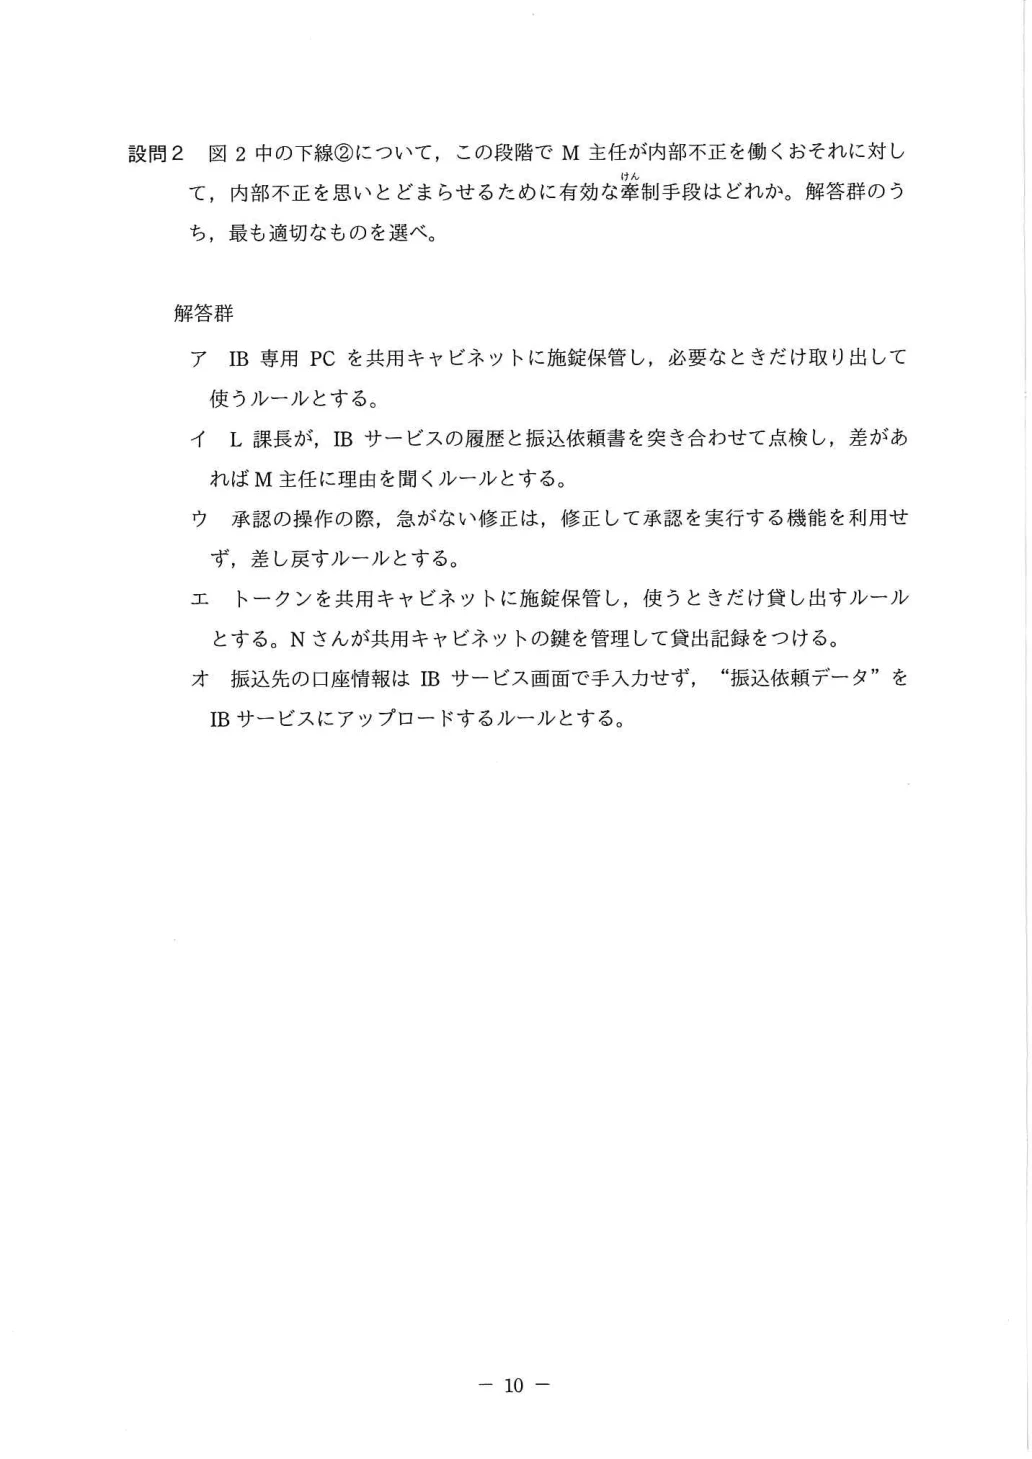 設問2 図 2 中の下線②について，この段階で M 主任が内部不正を働くおそれに対し
て，内部不正を思いとどまらせるために有効な牽制手段はどれか。解答群のう
けん
ち，最も適切なものを選べ。
解答群
ア IB 専用 PC を共用キャビネットに施錠保管し，必要なときだけ取り出して
使うルールとする。
イ L 課長が，IB サービスの履歴と振込依頼書を突き合わせて点検し，差があ
れば M 主任に理由を聞くルールとする。
ウ 承認の操作の際，急がない修正は，修正して承認を実行する機能を利用せ
ず，差し戻すルールとする。
エ トークンを共用キャビネットに施錠保管し，使うときだけ貸し出すルール
とする。N さんが共用キャビネットの鍵を管理して貸出記録をつける。
オ 振込先の口座情報は IB サービス画面で手入力せず，“振込依頼データ”を
IB サービスにアップロードするルールとする。
－ 10 －